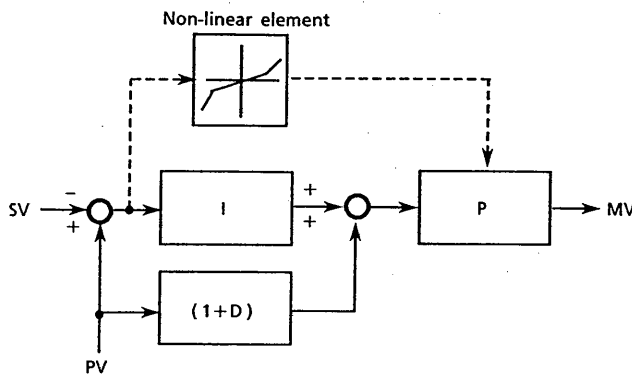 Non-linear element
SV
−
+
I
+
+
P
MV
(1+D)
PV